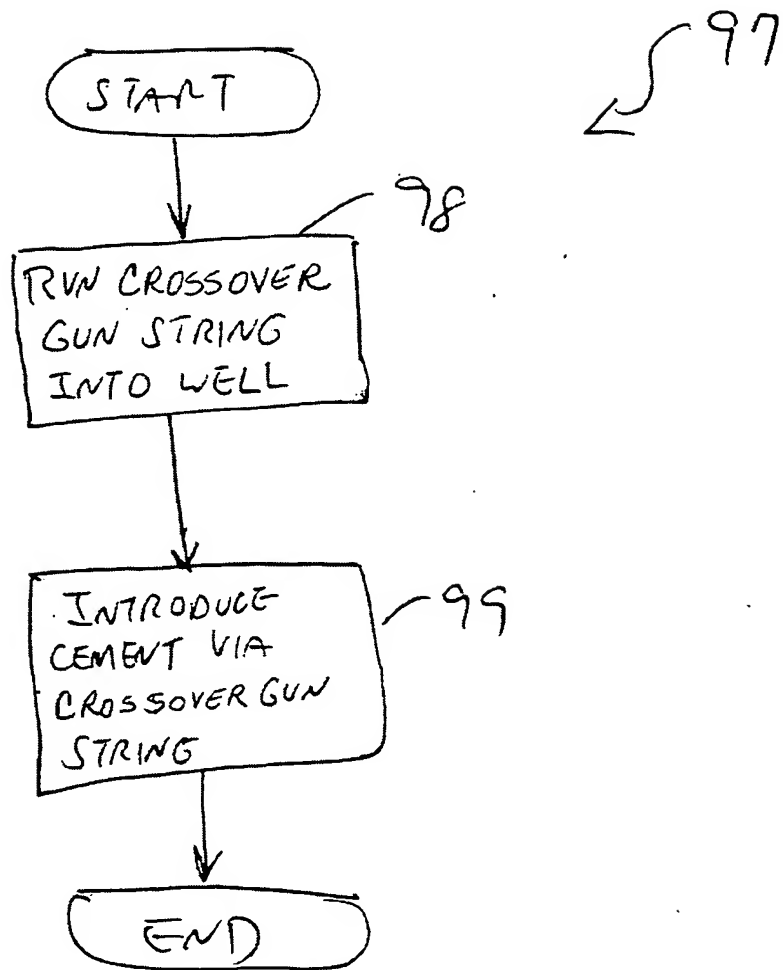 97
START
98
RUN CROSSOVER
GUN STRING
INTO WELL
99
INTRODUCE
CEMENT VIA
CROSSOVER GUN
STRING
END